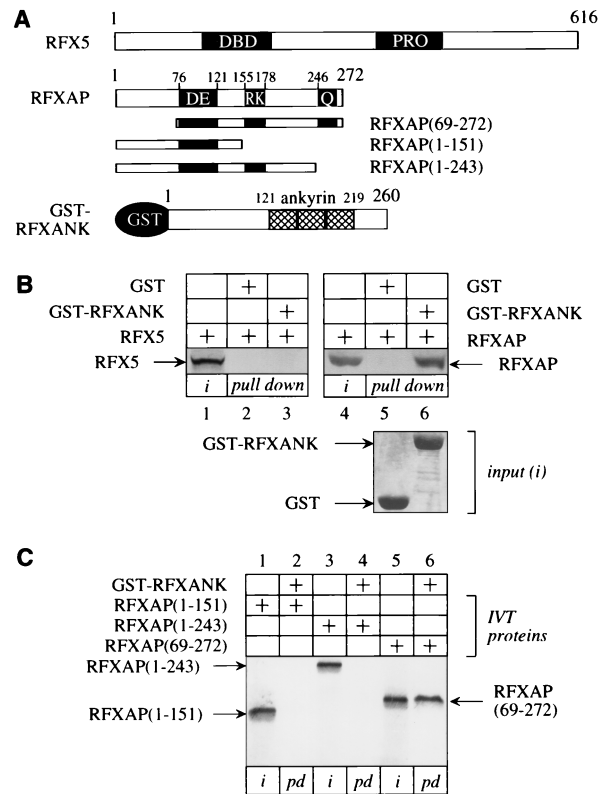 A
1 616
RFX5 DBD PRO
1 76 121 155 178 246 272
RFXAP DE RK Q
RFXAP(69-272)
RFXAP(1-151)
RFXAP(1-243)
1 121 ankyrin 219 260
GST-
RFXANK
GST
B
GST + + GST
GST-RFXANK + + GST-RFXANK
RFX5 + + + + + + RFXAP
RFX5 RFXAP
i pull down i pull down
1 2 3 4 5 6
GST-RFXANK
input (i)
GST
C
1 2 3 4 5 6
GST-RFXANK + + +
RFXAP(1-151) + +
RFXAP(1-243) + +
RFXAP(69-272) + +
IVT
proteins
RFXAP(1-243)
RFXAP(1-151)
RFXAP
(69-272)
i pd i pd i pd